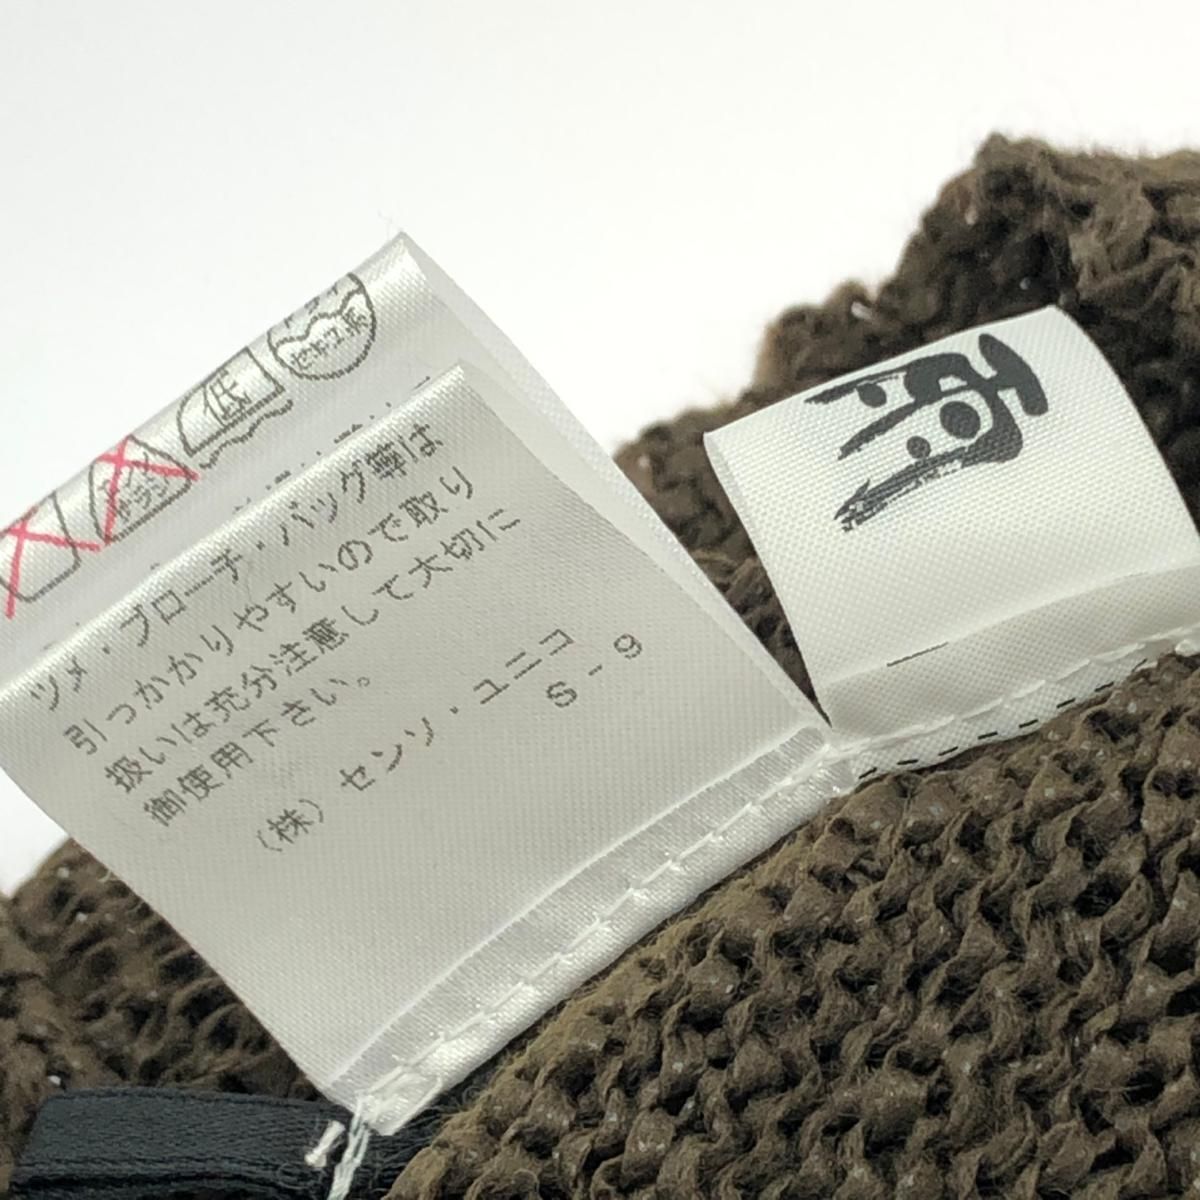 低
ツメ・ブローチ・バッグ等は
引っかかりやすいので取り
扱いは充分注意して大切に
御使用下さい。
(株) センソ・ユニコ
S-9